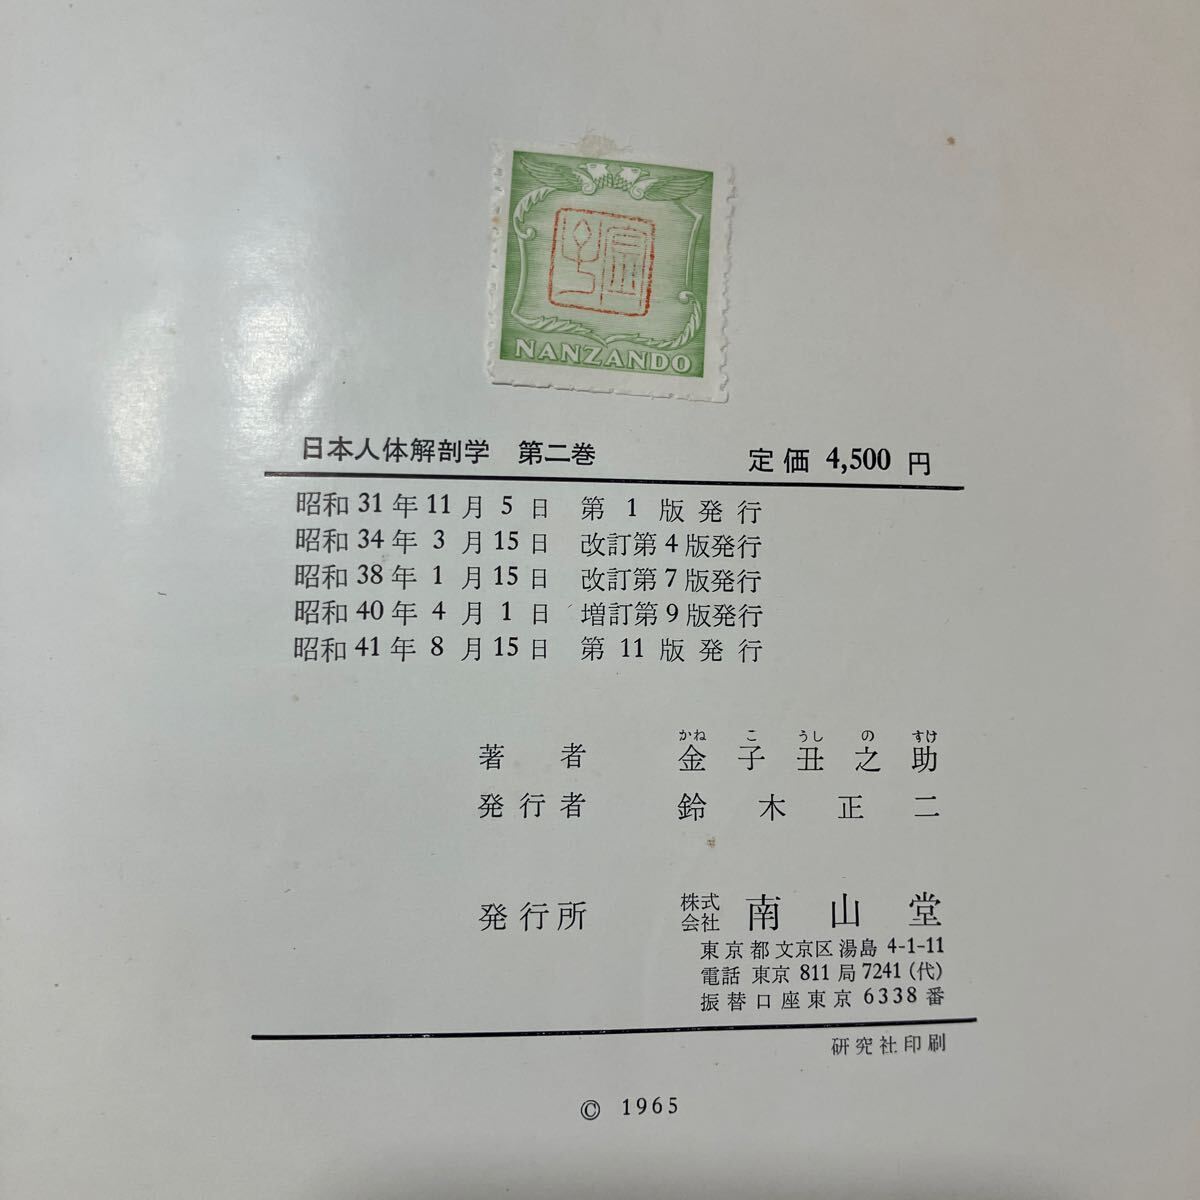 NANZANDO
日本人体解剖学 第二巻 定価 4,500 円
昭和 31 年 11 月 5 日 第 1 版発行
昭和 34 年 3 月 15 日 改訂第 4 版発行
昭和 38 年 1 月 15 日 改訂第 7 版発行
昭和 40 年 4 月 1 日 増訂第 9 版発行
昭和 41 年 8 月 15 日 第 11 版発行
かね こ うし の すけ
著者 金子丑之助
発行者 鈴木正二
発行所 株式会社 南山堂
東京都文京区湯島 4-1-11
電話 東京 811 局 7241 (代)
振替口座東京 6338 番
研究社印刷
© 1965